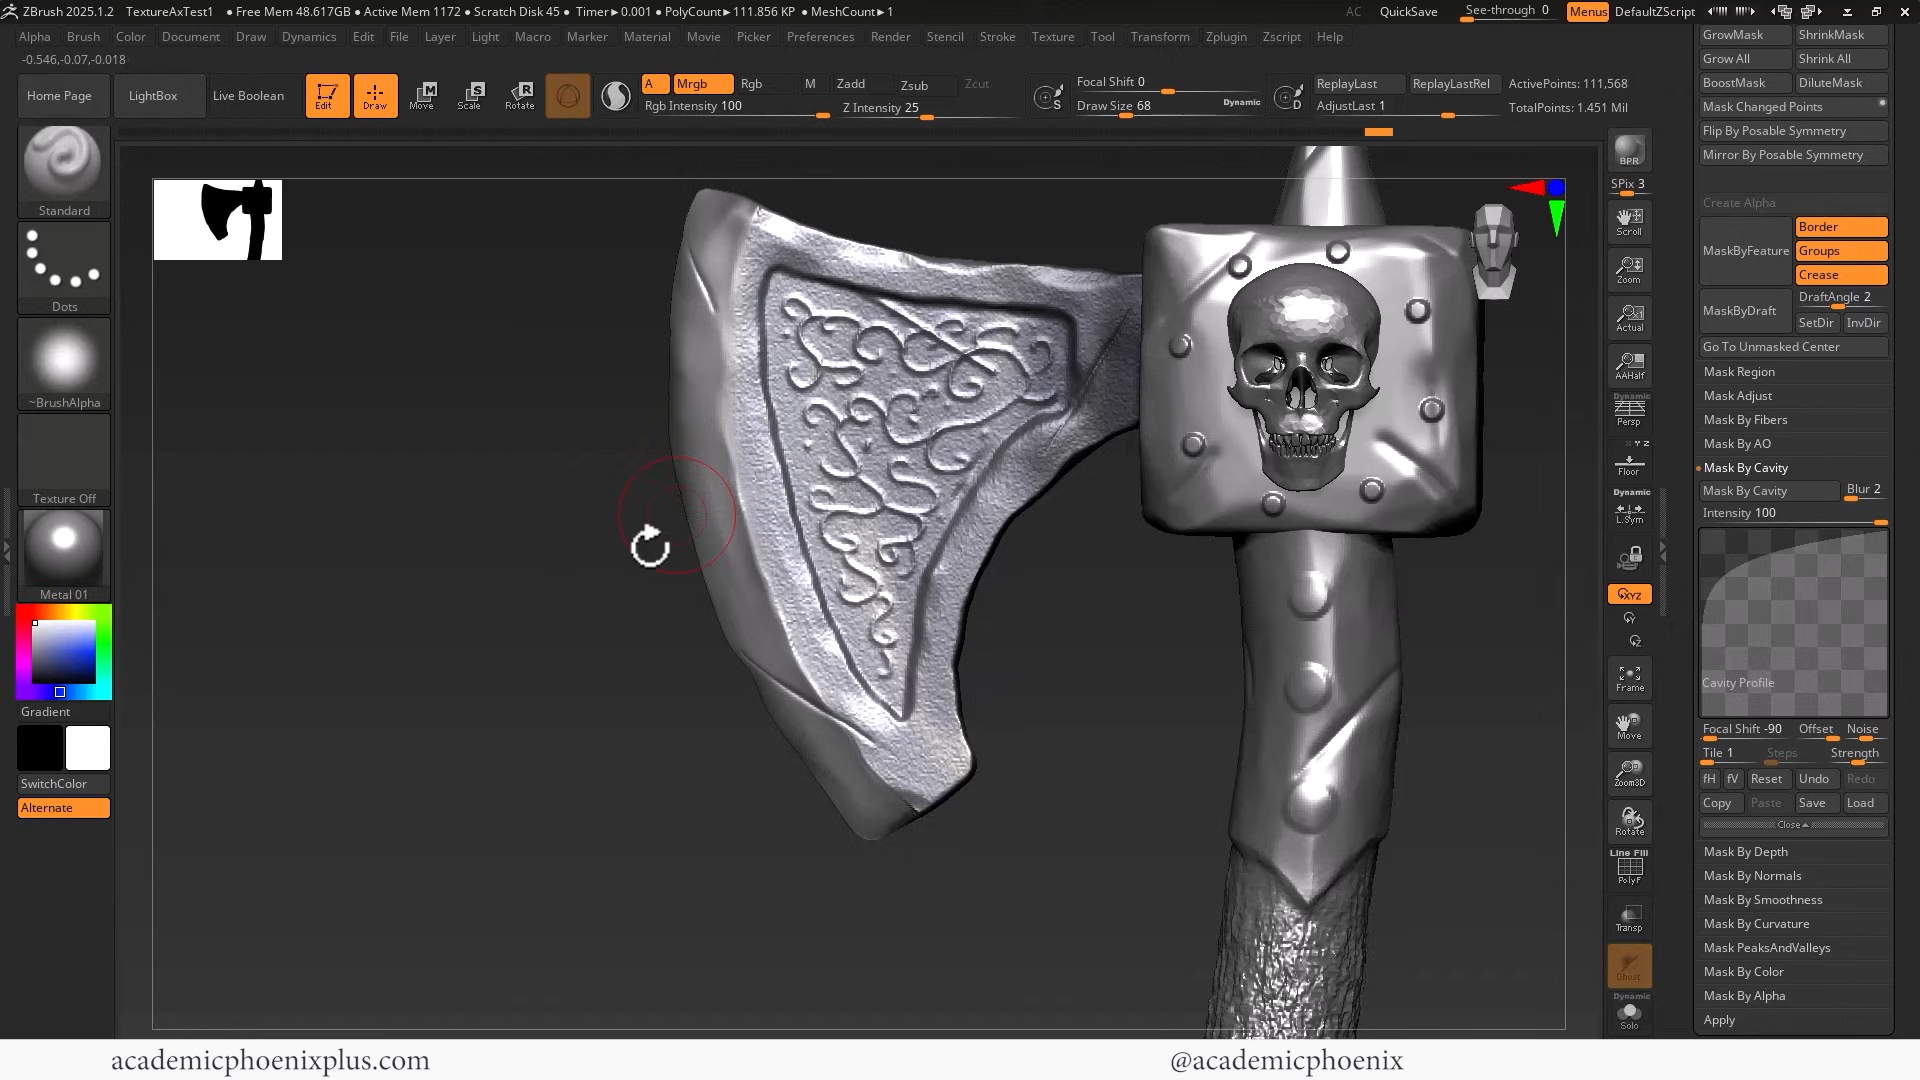 ZBrush 2025.1.2 TextureAxTest1 • Free Mem 48.617GB • Active Mem 1172 • Scratch Disk 45 • Timer►0.001 • PolyCount►111.856 KP • MeshCount►1 AC QuickSave See-through 0 Menus DefaultZScript
Alpha Brush Color Document Draw Dynamics Edit File Layer Light Macro Marker Material Movie Picker Preferences Render Stencil Stroke Texture Tool Transform Zplugin Zscript Help
-0.546,-0.07,-0.018
Home Page LightBox Live Boolean
Edit Draw Move Scale Rotate
A Mrgb Rgb M Zadd Zsub Zcut
Rgb Intensity 100 Z Intensity 25
Focal Shift 0
Draw Size 68 Dynamic
ReplayLast ReplayLastRel ActivePoints: 111,568
AdjustLast 1 TotalPoints: 1.451 Mil
Standard
Dots
~BrushAlpha
Texture Off
Metal 01
Gradient
SwitchColor
Alternate
BPR
SPix 3
Scroll
Zoom
Actual
AAHalf
Dynamic
Persp
Floor
Dynamic
L.Sym
XYZ
Y
Z
Frame
Move
Zoom3D
Rotate
Line Fill
PolyF
Transp
Ghost
Dynamic
Solo
GrowMask ShrinkMask
Grow All Shrink All
BoostMask DiluteMask
Mask Changed Points
Flip By Posable Symmetry
Mirror By Posable Symmetry
Create Alpha
MaskByFeature Border
Groups
Crease
MaskByDraft DraftAngle 2
SetDir InvDir
Go To Unmasked Center
Mask Region
Mask Adjust
Mask By Fibers
Mask By AO
Mask By Cavity
Mask By Cavity Blur 2
Intensity 100
Cavity Profile
Focal Shift -90 Offset Noise
Tile 1 Steps Strength
fH fV Reset Undo Redo
Copy Paste Save Load
Close
Mask By Depth
Mask By Normals
Mask By Smoothness
Mask By Curvature
Mask PeaksAndValleys
Mask By Color
Mask By Alpha
Apply
academicphoenixplus.com @academicphoenix